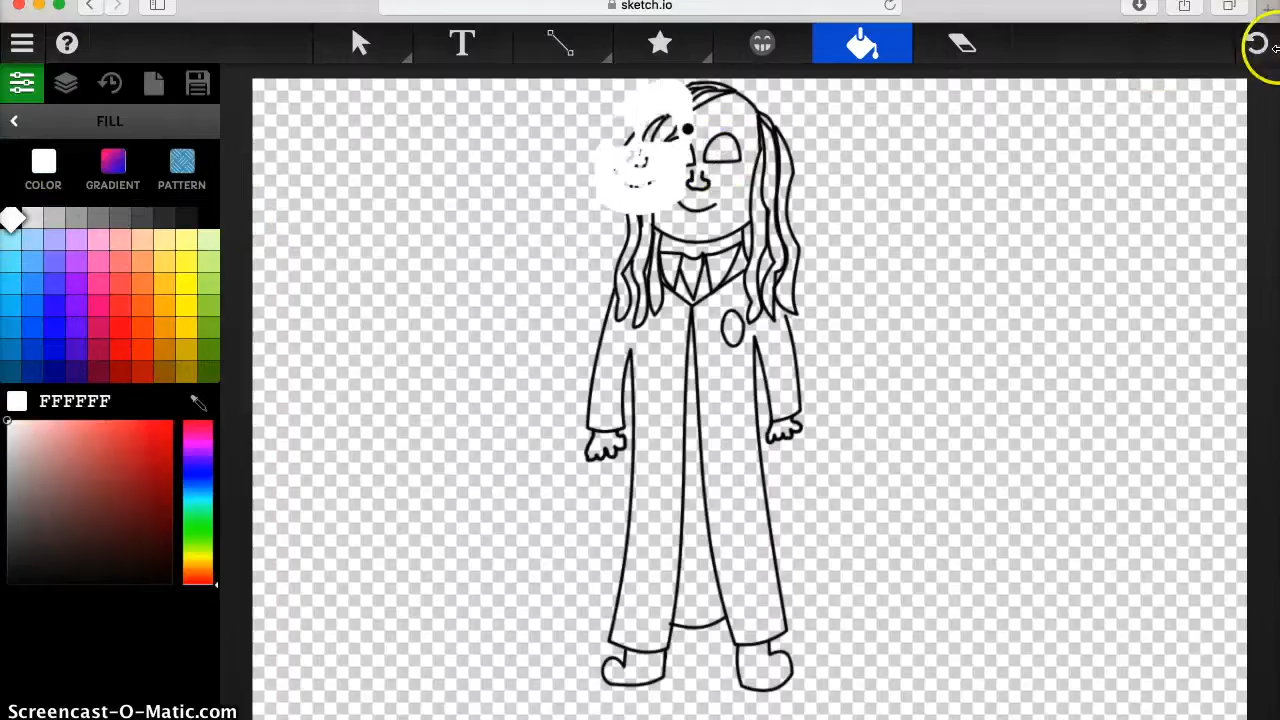 sketch.io
T
FILL
COLOR GRADIENT PATTERN
FFFFFF
Screencast-O-Matic.com